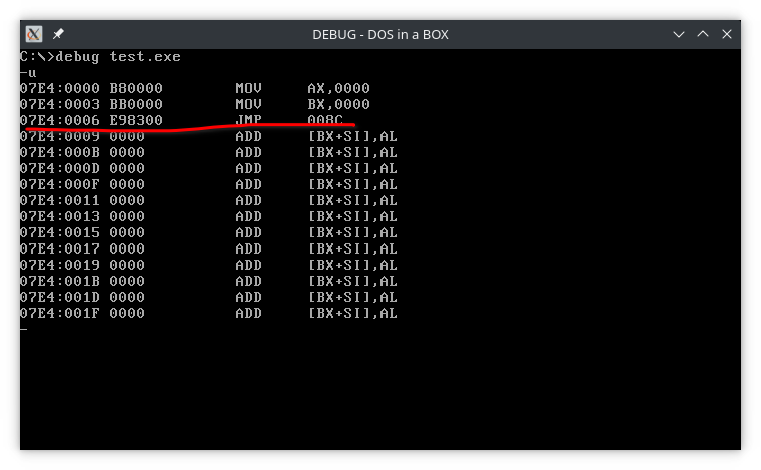 DEBUG - DOS in a BOX
C:\>debug test.exe
-u
07E4:0000 B80000 MOV AX,0000
07E4:0003 BB0000 MOV BX,0000
07E4:0006 E98300 JMP 008C
07E4:0009 0000 ADD [BX+SI],AL
07E4:000B 0000 ADD [BX+SI],AL
07E4:000D 0000 ADD [BX+SI],AL
07E4:000F 0000 ADD [BX+SI],AL
07E4:0011 0000 ADD [BX+SI],AL
07E4:0013 0000 ADD [BX+SI],AL
07E4:0015 0000 ADD [BX+SI],AL
07E4:0017 0000 ADD [BX+SI],AL
07E4:0019 0000 ADD [BX+SI],AL
07E4:001B 0000 ADD [BX+SI],AL
07E4:001D 0000 ADD [BX+SI],AL
07E4:001F 0000 ADD [BX+SI],AL
-